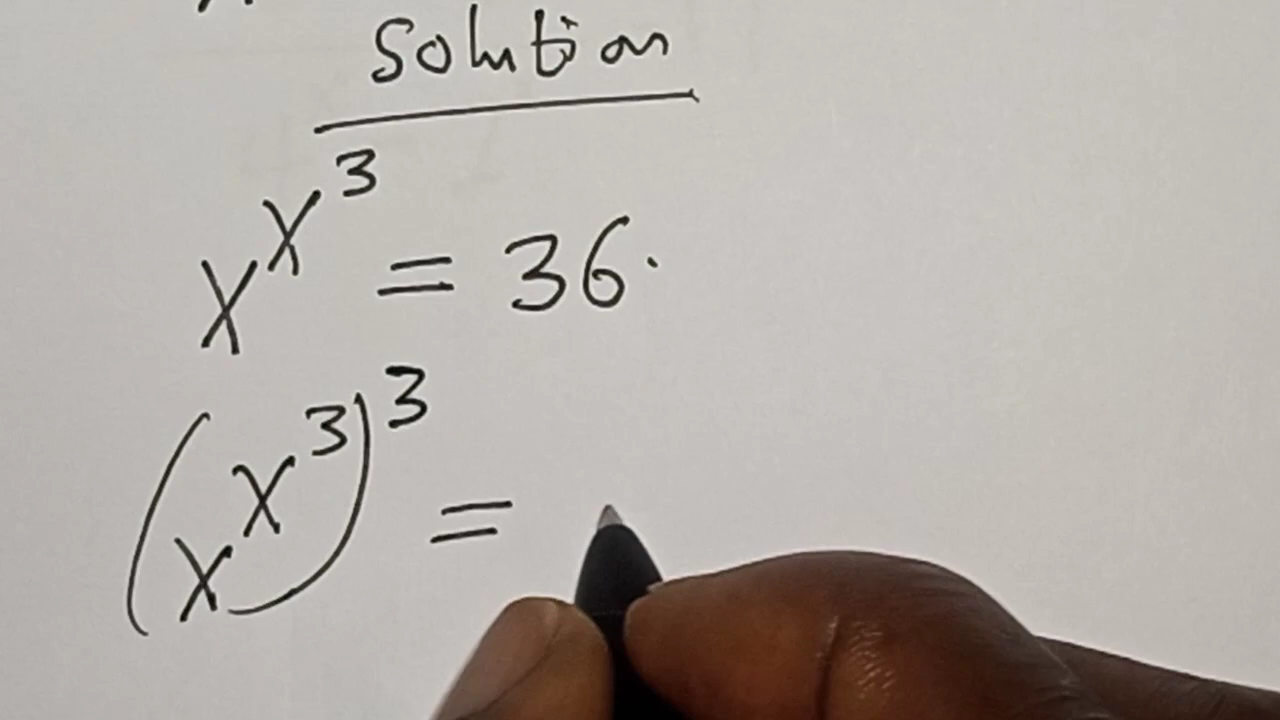 Solution
x^x^3 = 36.
(x^x^3)^3 =